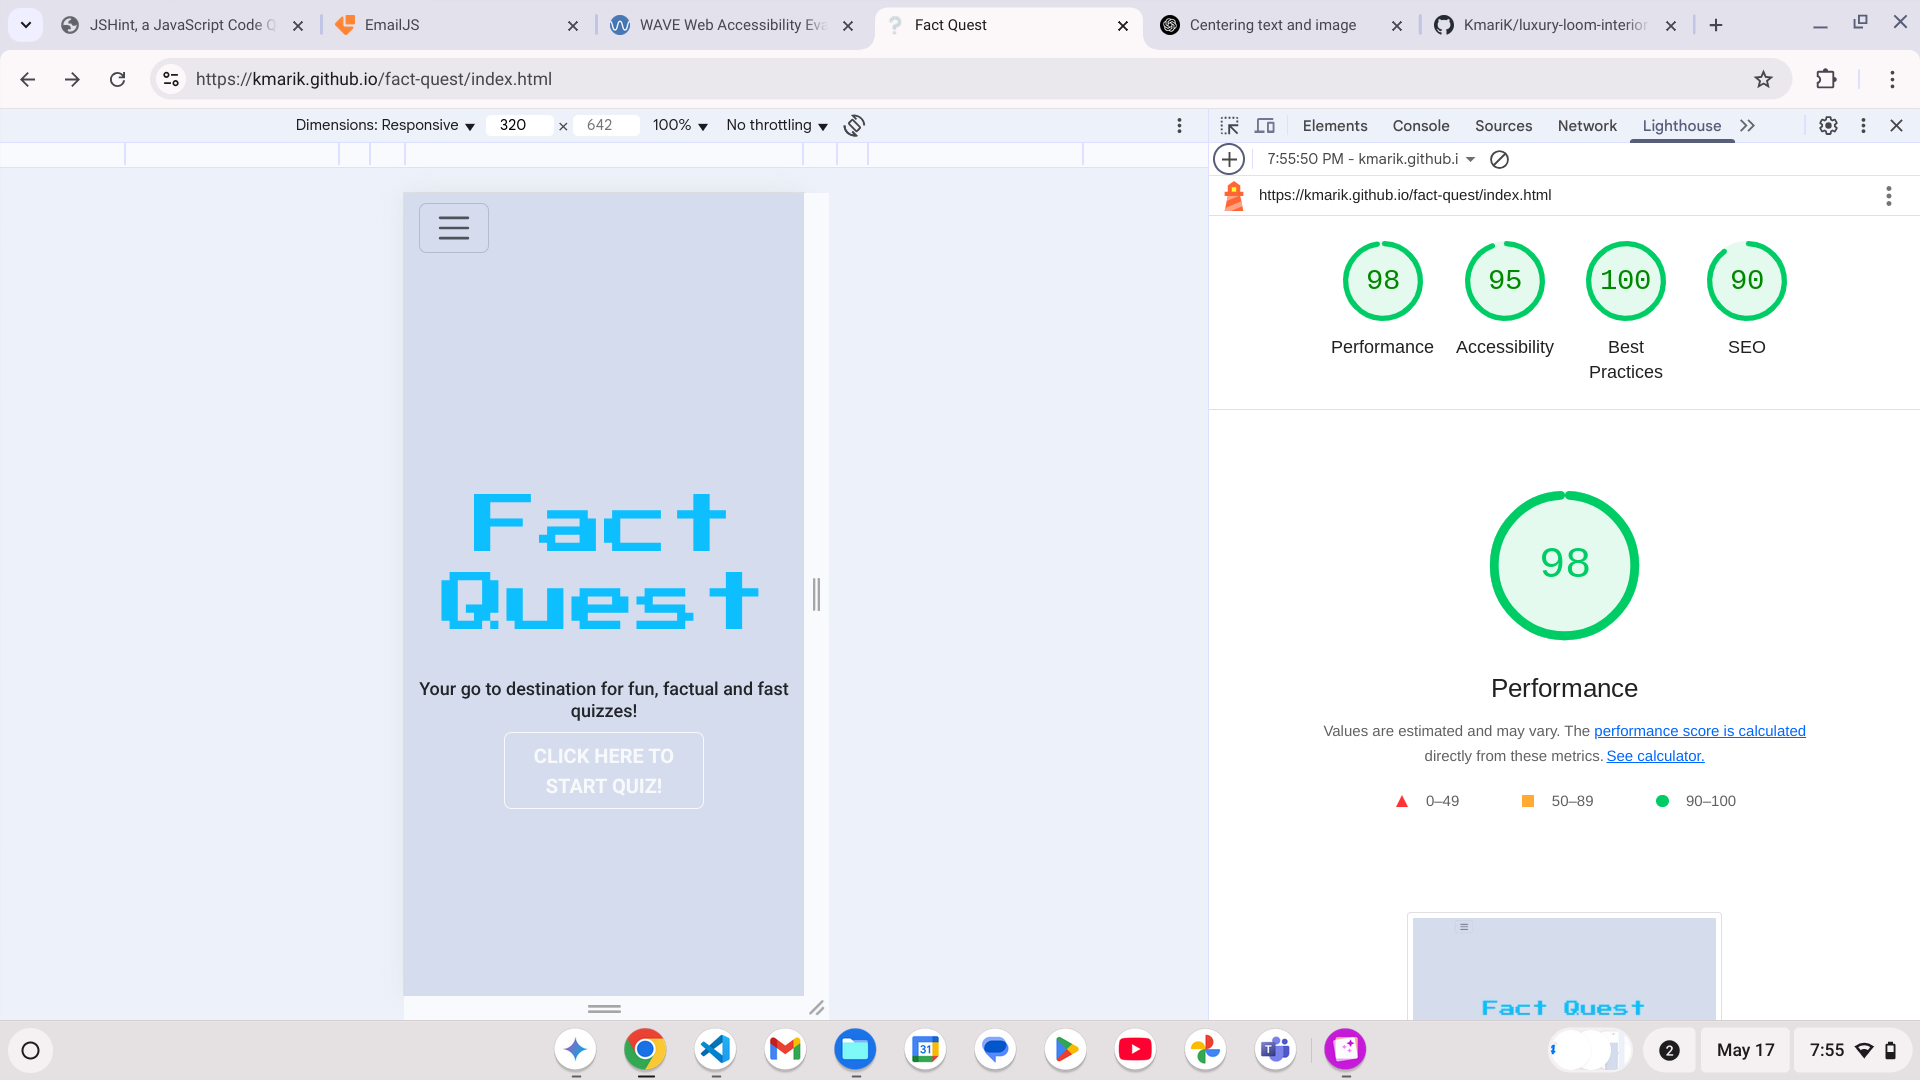 JSHint, a JavaScript Code Q
EmailJS
WAVE Web Accessibility Eva
Fact Quest
Centering text and image
KmariK/luxury-loom-interior
https://kmarik.github.io/fact-quest/index.html
Dimensions: Responsive 320 × 642 100% No throttling
Elements Console Sources Network Lighthouse
7:55:50 PM - kmarik.github.i
https://kmarik.github.io/fact-quest/index.html
98 95 100 90
Performance Accessibility Best Practices SEO
Fact
Quest
Your go to destination for fun, factual and fast
quizzes!
CLICK HERE TO
START QUIZ!
98
Performance
Values are estimated and may vary. The performance score is calculated
directly from these metrics. See calculator.
0–49 50–89 90–100
Fact Quest
31
T
2
May 17
7:55